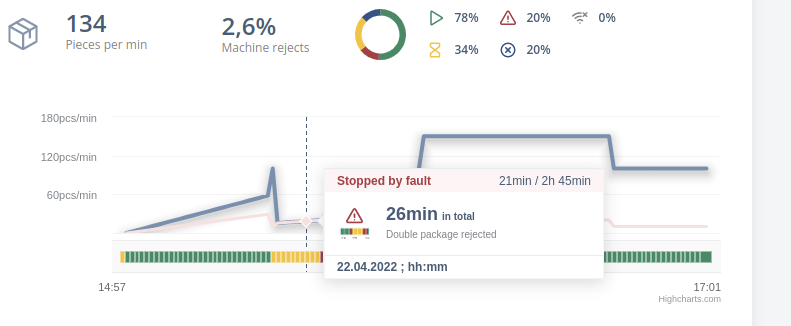 134
Pieces per min
2,6%
Machine rejects
78%
20%
0%
34%
20%
180pcs/min
120pcs/min
60pcs/min
Stopped by fault 21min / 2h 45min
26min in total
Double package rejected
22.04.2022 ; hh:mm
14:57
17:01
Highcharts.com